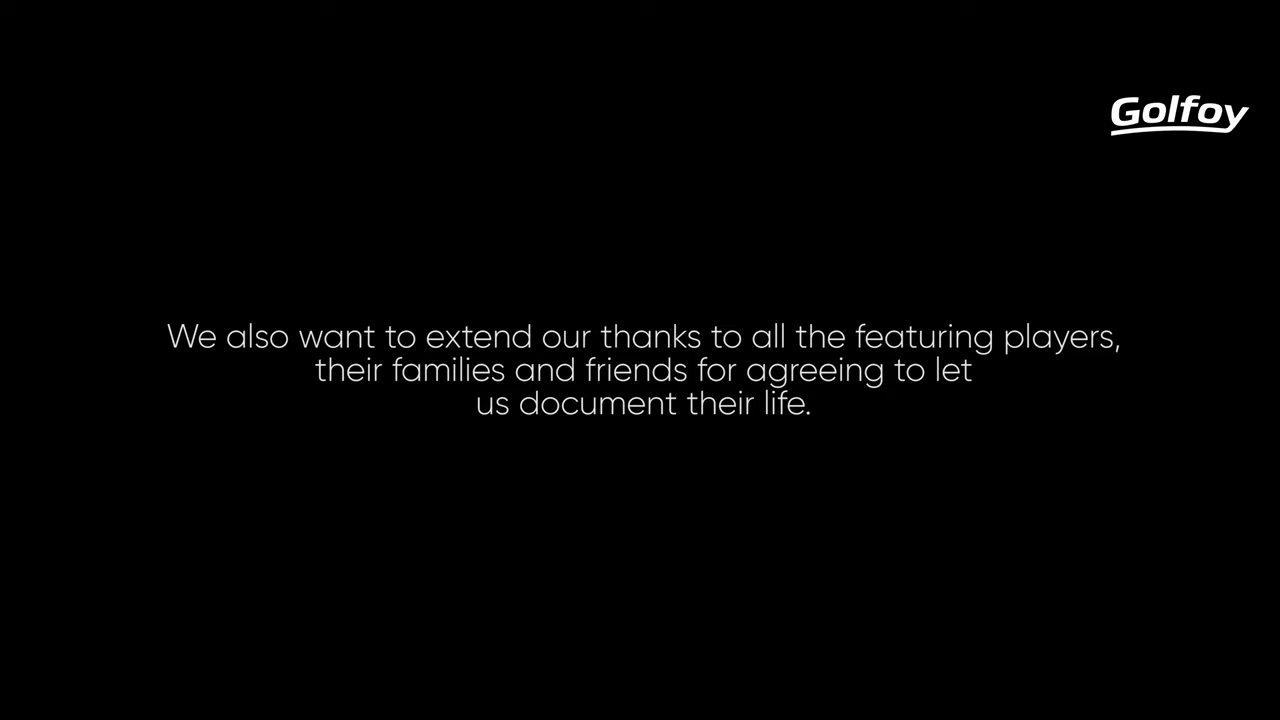 Golfoy
We also want to extend our thanks to all the featuring players,
their families and friends for agreeing to let
us document their life.